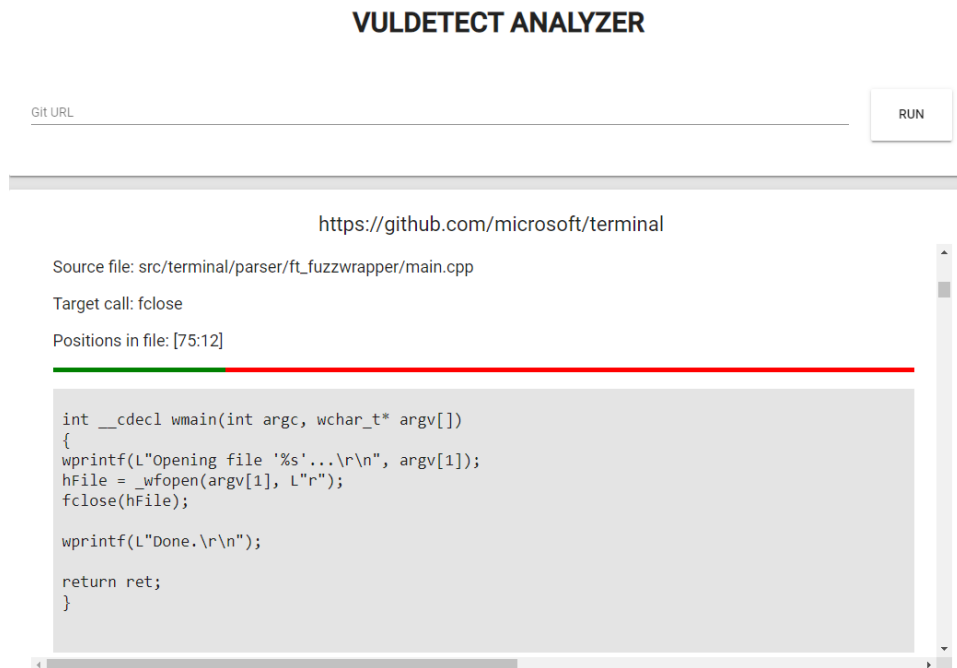 VULDETECT ANALYZER
Git URL
RUN
https://github.com/microsoft/terminal
Source file: src/terminal/parser/ft_fuzzwrapper/main.cpp
Target call: fclose
Positions in file: [75:12]
int __cdecl wmain(int argc, wchar_t* argv[])
{
wprintf(L"Opening file '%s'...\r\n", argv[1]);
hFile = _wfopen(argv[1], L"r");
fclose(hFile);
wprintf(L"Done.\r\n");
return ret;
}